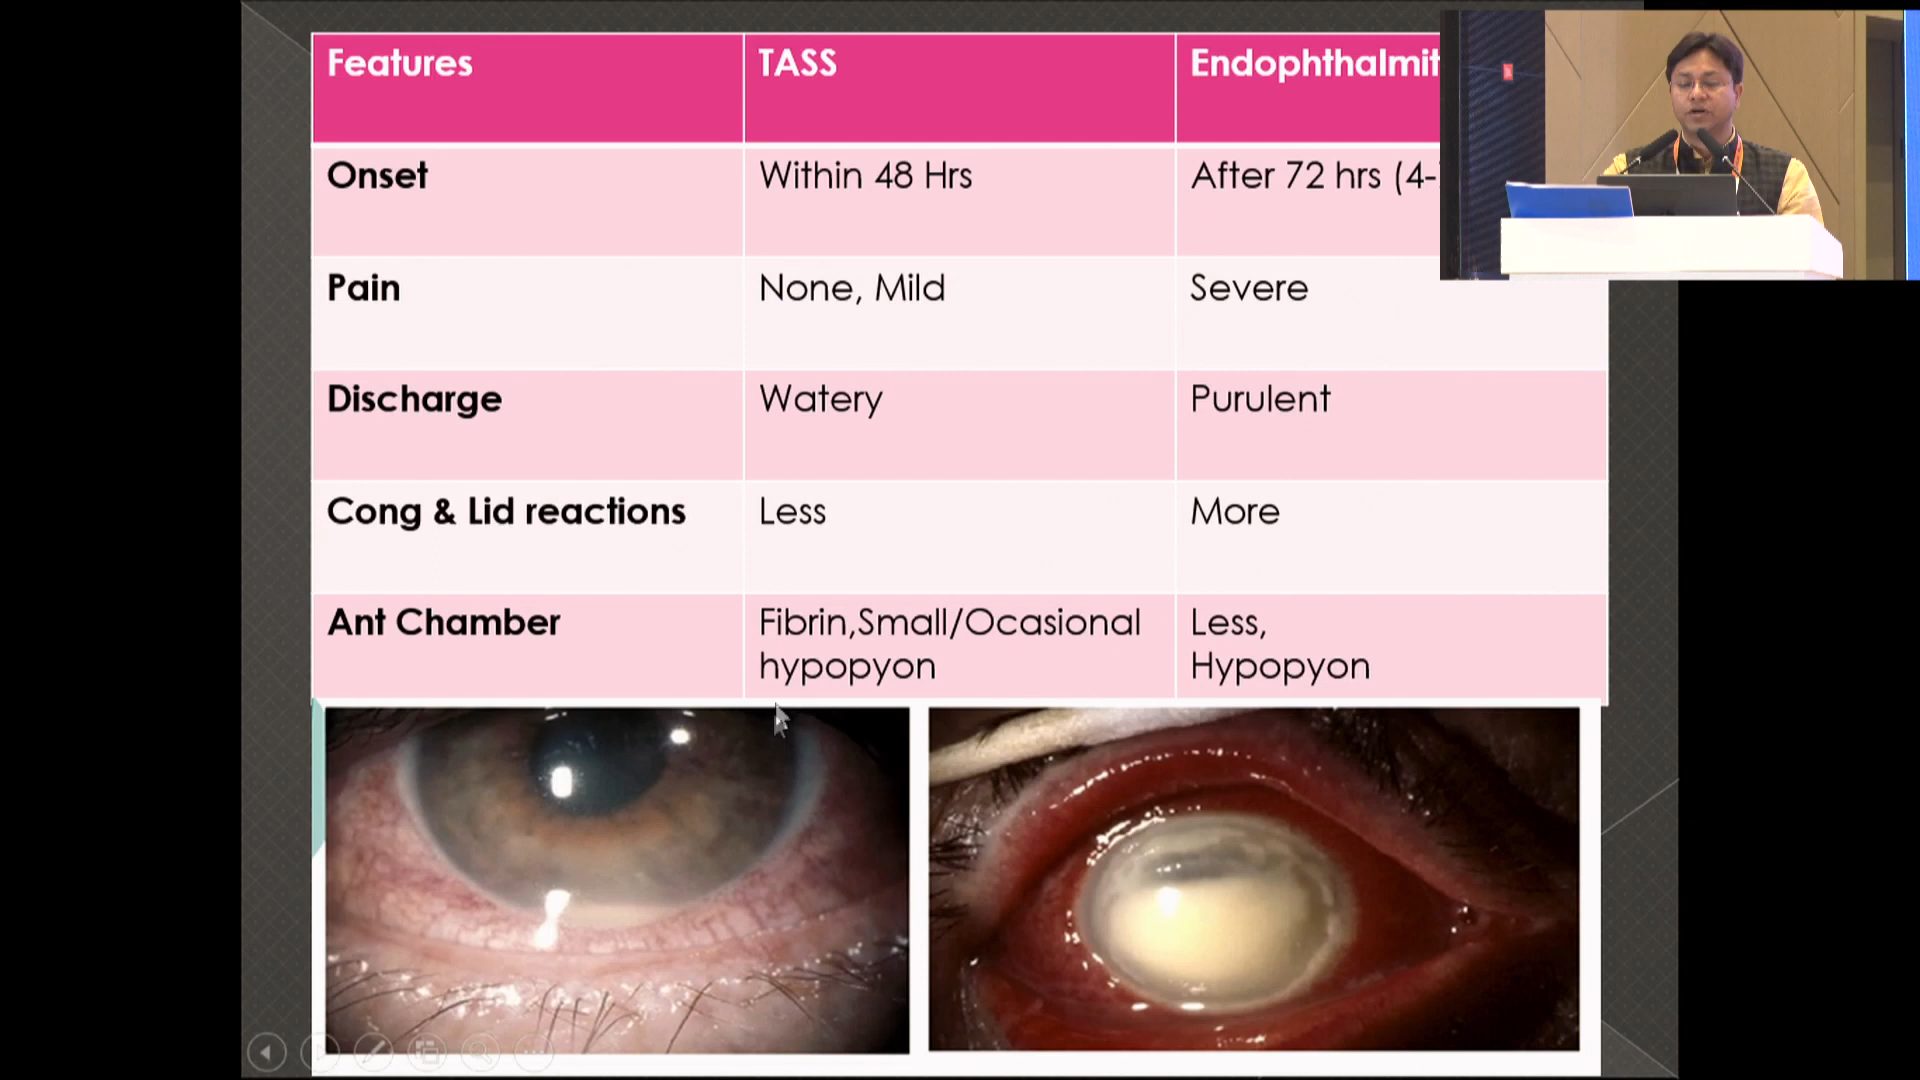 Features TASS
Onset Within 48 Hrs After 72 hrs (4-
Pain None, Mild Severe
Discharge Watery Purulent
Cong & Lid reactions Less More
Ant Chamber Fibrin,Small/Ocasional Less,
hypopyon Hypopyon